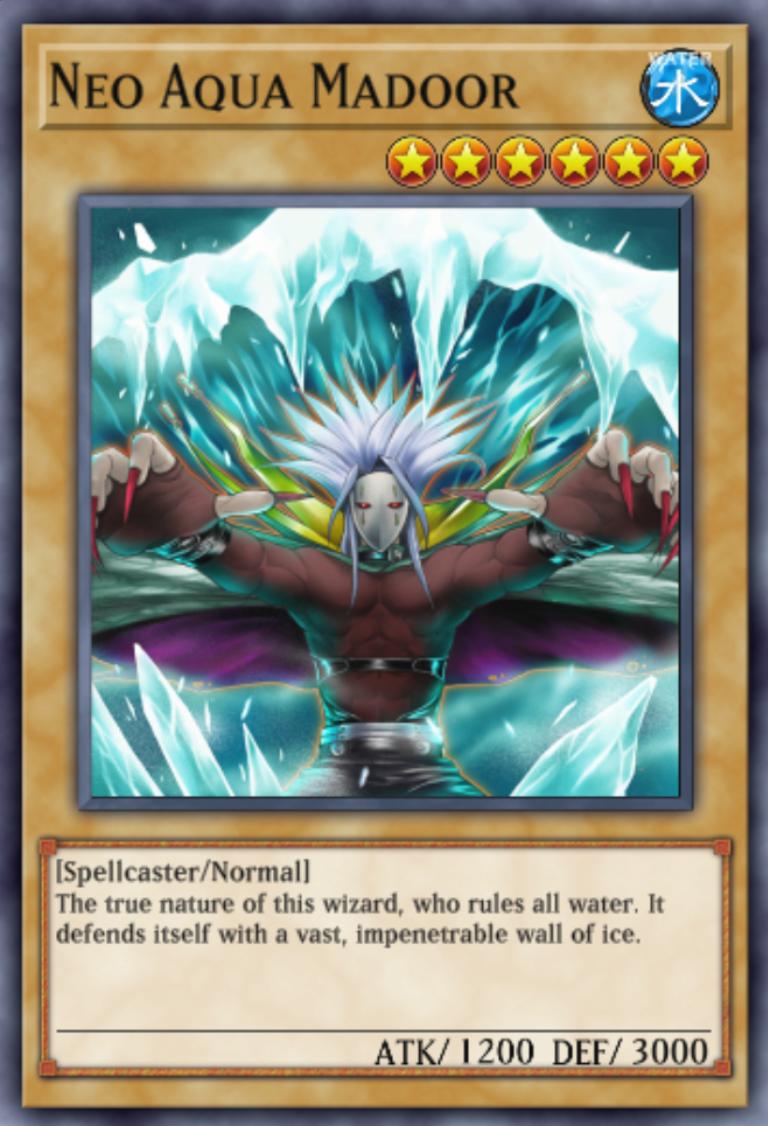 Neo Aqua Madoor
WATER
水
[Spellcaster/Normal]
The true nature of this wizard, who rules all water. It
defends itself with a vast, impenetrable wall of ice.
ATK/ 1200 DEF/ 3000